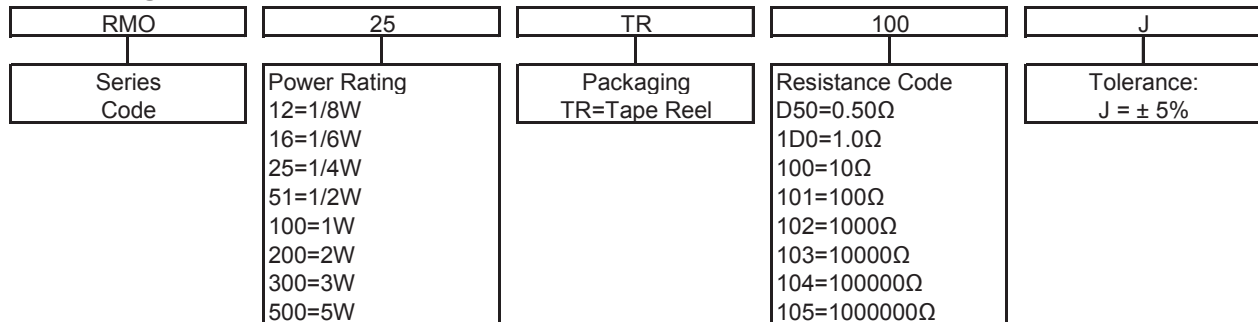 RMO 25 TR 100 J
Series
Code
Power Rating
12=1/8W
16=1/6W
25=1/4W
51=1/2W
100=1W
200=2W
300=3W
500=5W
Packaging
TR=Tape Reel
Resistance Code
D50=0.50Ω
1D0=1.0Ω
100=10Ω
101=100Ω
102=1000Ω
103=10000Ω
104=100000Ω
105=1000000Ω
Tolerance:
J = ± 5%